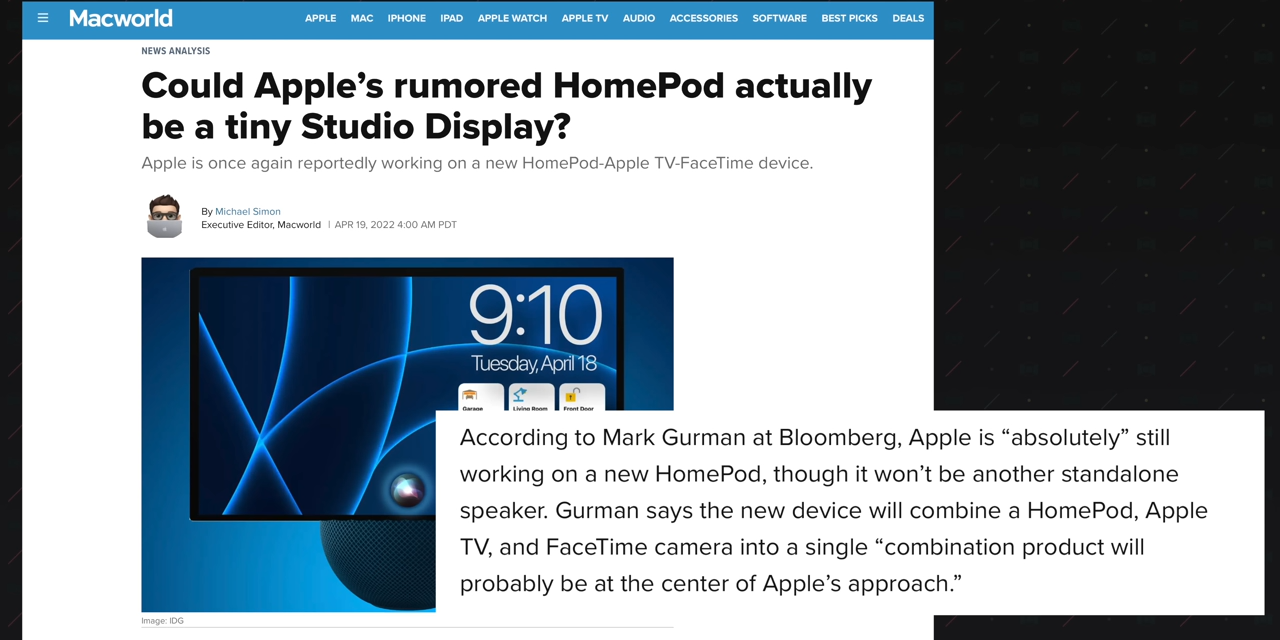 Macworld
APPLE MAC IPHONE IPAD APPLE WATCH APPLE TV AUDIO ACCESSORIES SOFTWARE BEST PICKS DEALS
NEWS ANALYSIS
Could Apple’s rumored HomePod actually
be a tiny Studio Display?
Apple is once again reportedly working on a new HomePod-Apple TV-FaceTime device.
By Michael Simon
Executive Editor, Macworld | APR 19, 2022 4:00 AM PDT
9:10
Tuesday, April 18
Garage Living Room Front Door
According to Mark Gurman at Bloomberg, Apple is “absolutely” still
working on a new HomePod, though it won’t be another standalone
speaker. Gurman says the new device will combine a HomePod, Apple
TV, and FaceTime camera into a single “combination product will
probably be at the center of Apple’s approach.”
Image: IDG